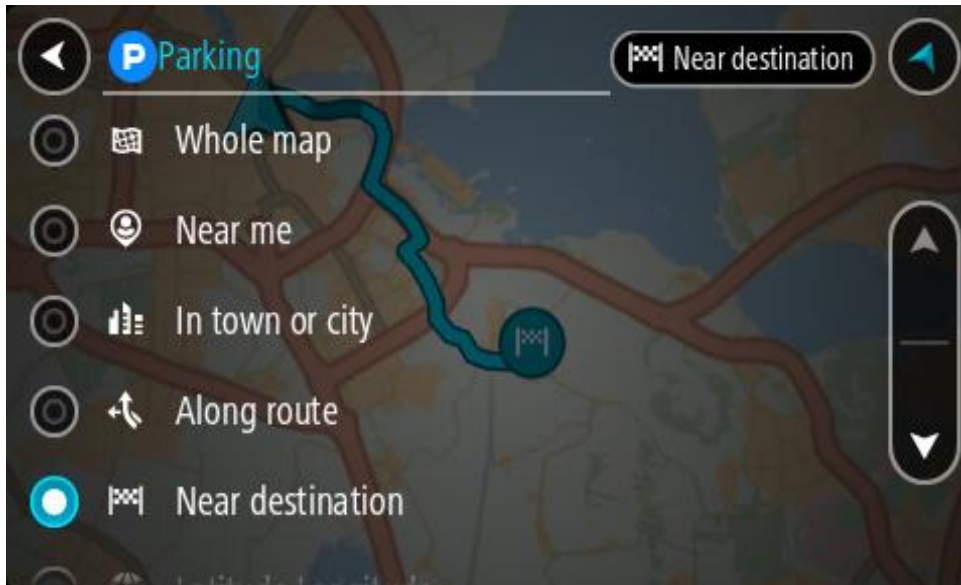 P Parking
Near destination
Whole map
Near me
In town or city
Along route
Near destination